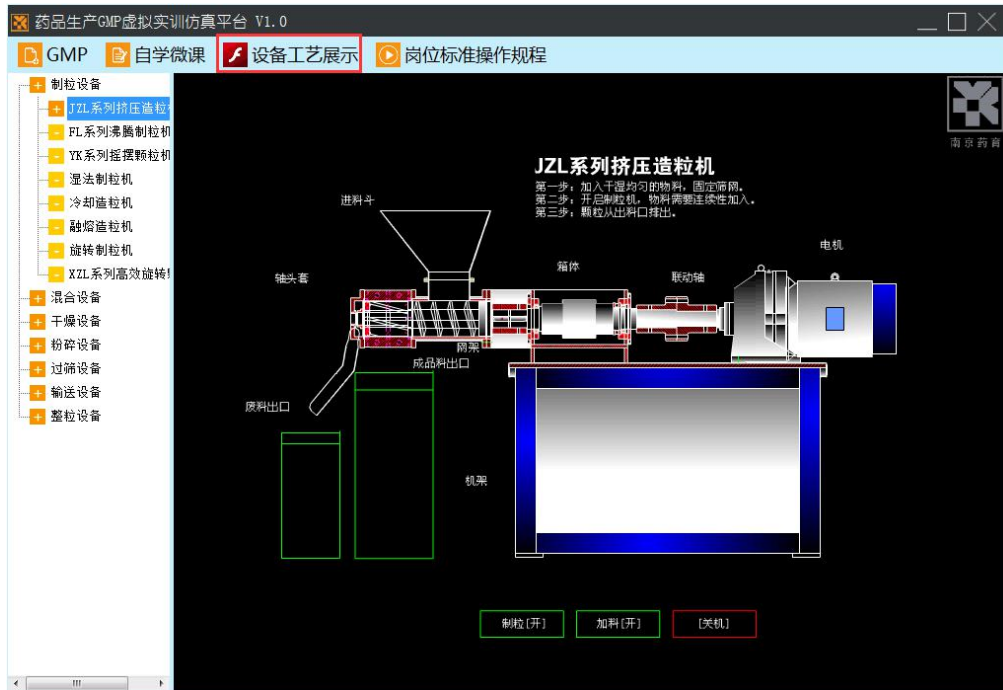 药品生产GMP虚拟实训仿真平台 V1.0
GMP 自学微课 设备工艺展示 岗位标准操作规程
制粒设备
JZL系列挤压造粒
FL系列沸腾制粒机
YK系列摇摆颗粒机
湿法制粒机
冷却造粒机
融熔造粒机
旋转制粒机
XZL系列高效旋转
混合设备
干燥设备
粉碎设备
过筛设备
输送设备
整粒设备
南京药育
JZL系列挤压造粒机
第一步：加入干湿均匀的物料，固定筛网。
第二步：开启制粒机，物料需要连续性加入。
第三步：颗粒从出料口排出。
进料斗
电机
轴头套
箱体
联动轴
网架
成品料出口
废料出口
机架
制粒[开] 加料[开] [关机]